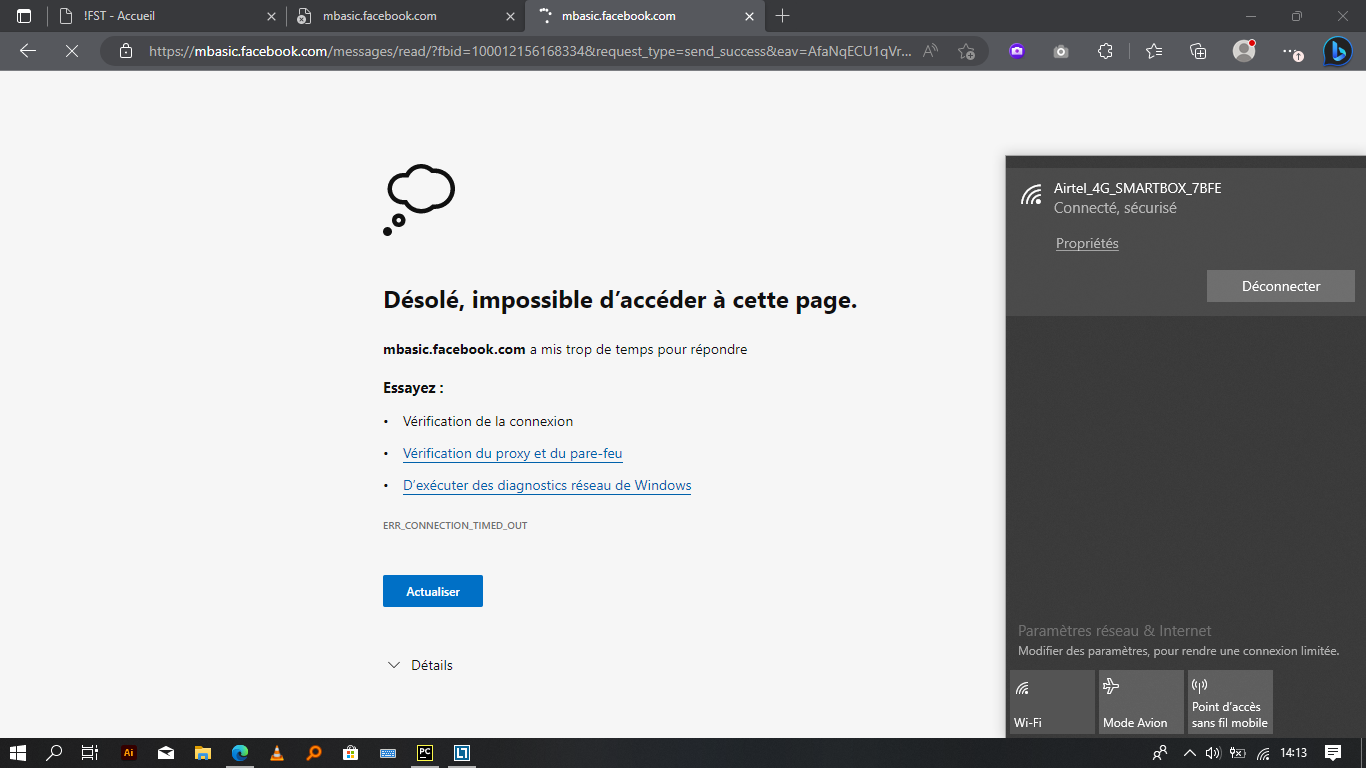 !FST - Accueil
mbasic.facebook.com
mbasic.facebook.com
https://mbasic.facebook.com/messages/read/?fbid=100012156168334&request_type=send_success&eav=AfaNqECU1qVr...
Désolé, impossible d’accéder à cette page.
mbasic.facebook.com a mis trop de temps pour répondre
Essayez :
• Vérification de la connexion
• Vérification du proxy et du pare-feu
• D’exécuter des diagnostics réseau de Windows
ERR_CONNECTION_TIMED_OUT
Actualiser
Détails
Airtel_4G_SMARTBOX_7BFE
Connecté, sécurisé
Propriétés
Déconnecter
Paramètres réseau & Internet
Modifier des paramètres, pour rendre une connexion limitée.
Wi-Fi
Mode Avion
Point d’accès
sans fil mobile
Ai
PC
14:13